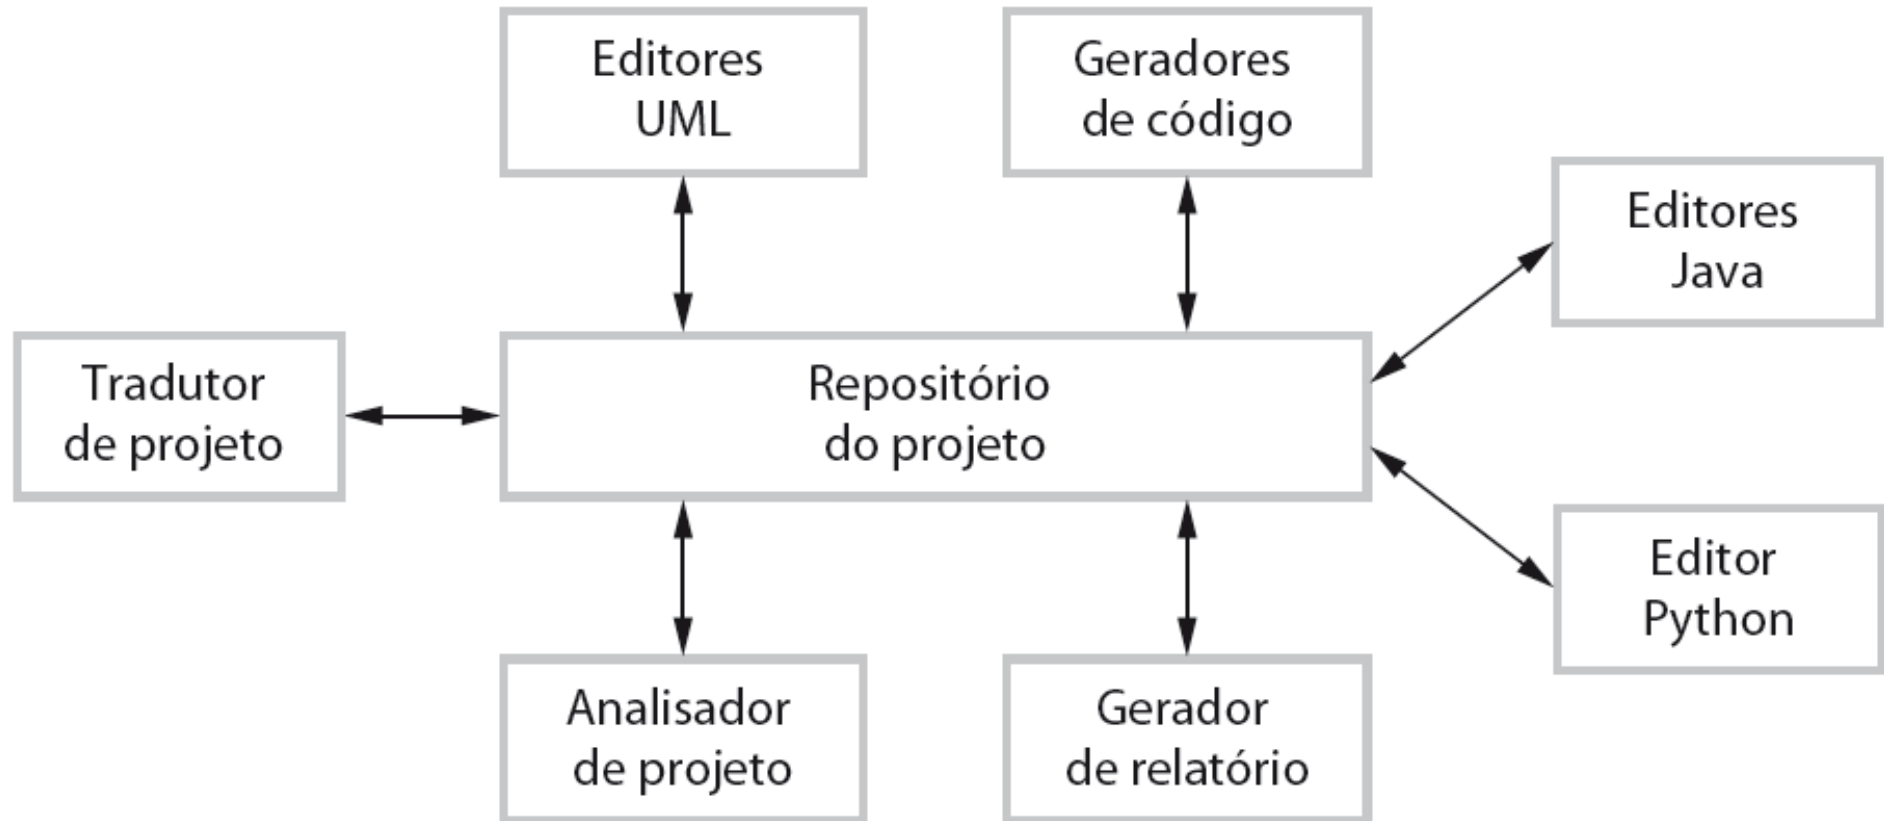 Editores
UML
Geradores
de código
Editores
Java
Tradutor
de projeto
Repositório
do projeto
Editor
Python
Analisador
de projeto
Gerador
de relatório